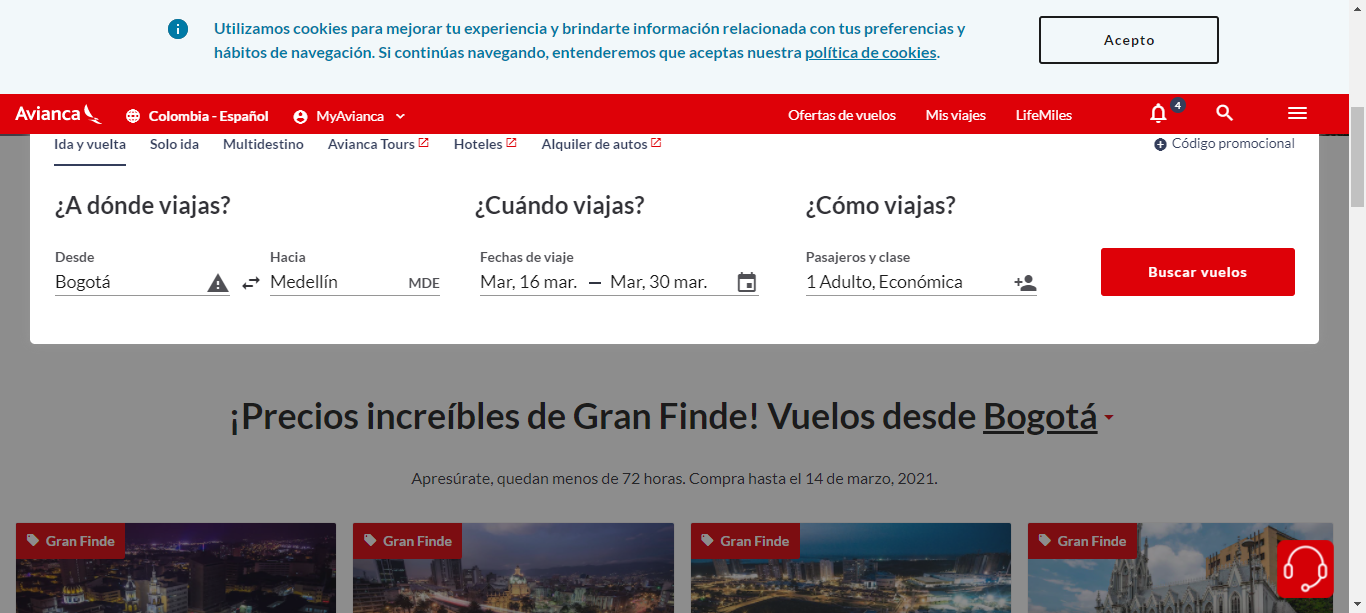 Utilizamos cookies para mejorar tu experiencia y brindarte información relacionada con tus preferencias y
hábitos de navegación. Si continúas navegando, entenderemos que aceptas nuestra política de cookies.
Acepto
Avianca
Colombia - Español
MyAvianca
Ofertas de vuelos
Mis viajes
LifeMiles
4
Ida y vuelta
Solo ida
Multidestino
Avianca Tours
Hoteles
Alquiler de autos
Código promocional
¿A dónde viajas?
¿Cuándo viajas?
¿Cómo viajas?
Desde
Hacia
Fechas de viaje
Pasajeros y clase
Bogotá
Medellín
MDE
Mar, 16 mar. – Mar, 30 mar.
1 Adulto, Económica
Buscar vuelos
¡Precios increíbles de Gran Finde! Vuelos desde Bogotá
Apresúrate, quedan menos de 72 horas. Compra hasta el 14 de marzo, 2021.
Gran Finde
Gran Finde
Gran Finde
Gran Finde